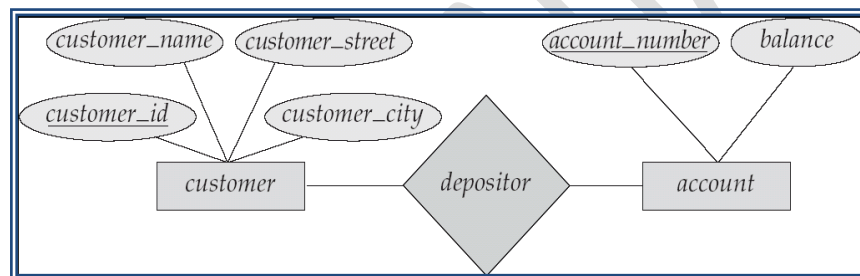 customer_name customer_street account_number balance
customer_id customer_city
customer depositor account